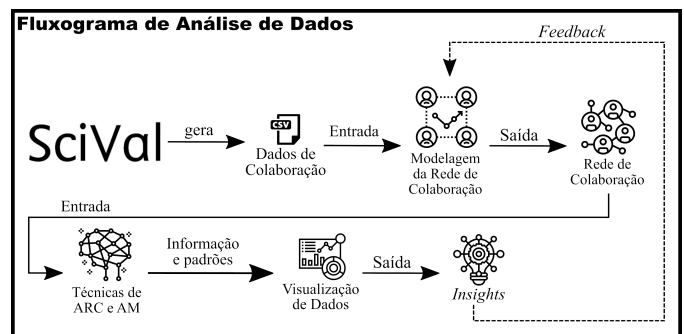 Fluxograma de Análise de Dados
Feedback
SciVal
gera
CSV
Dados de
Colaboração
Entrada
Modelagem
da Rede de
Colaboração
Saída
Rede de
Colaboração
Entrada
Técnicas de
ARC e AM
Informação
e padrões
Visualização
de Dados
Saída
Insights